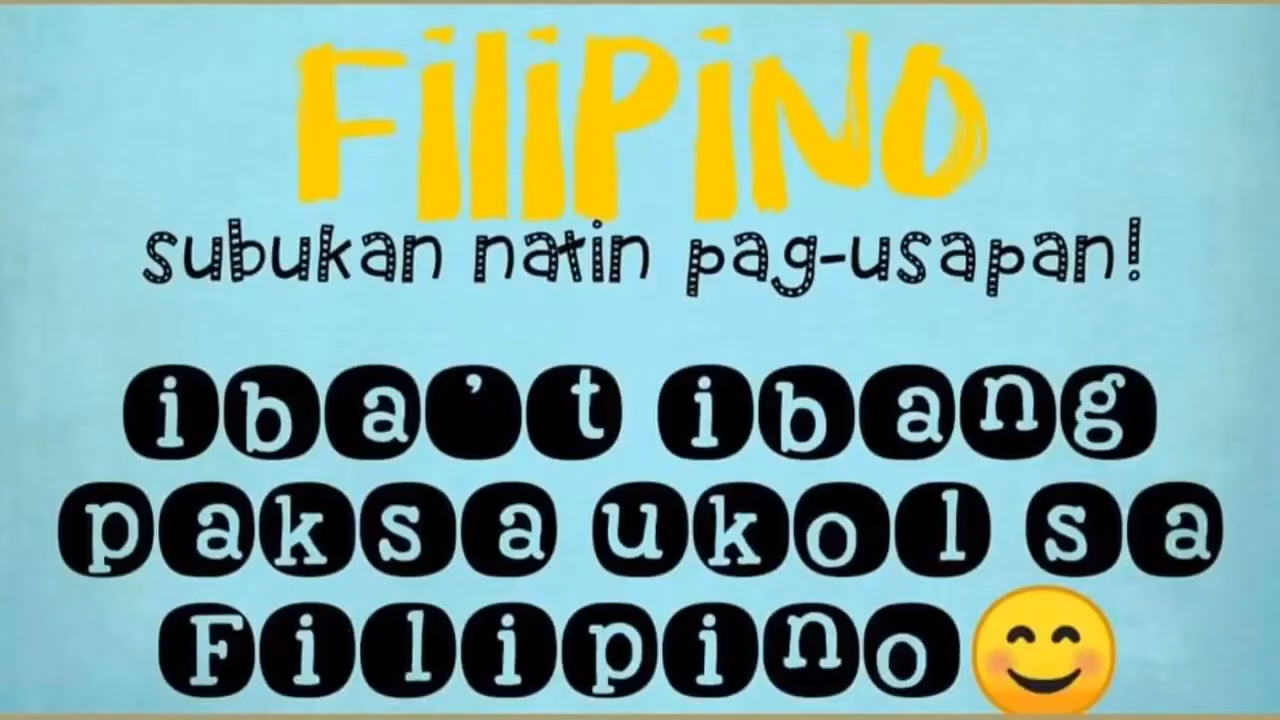 FiliPiNO
subukan natin pag-usapan!
iba't ibang
paksa ukol sa
Filipino😊